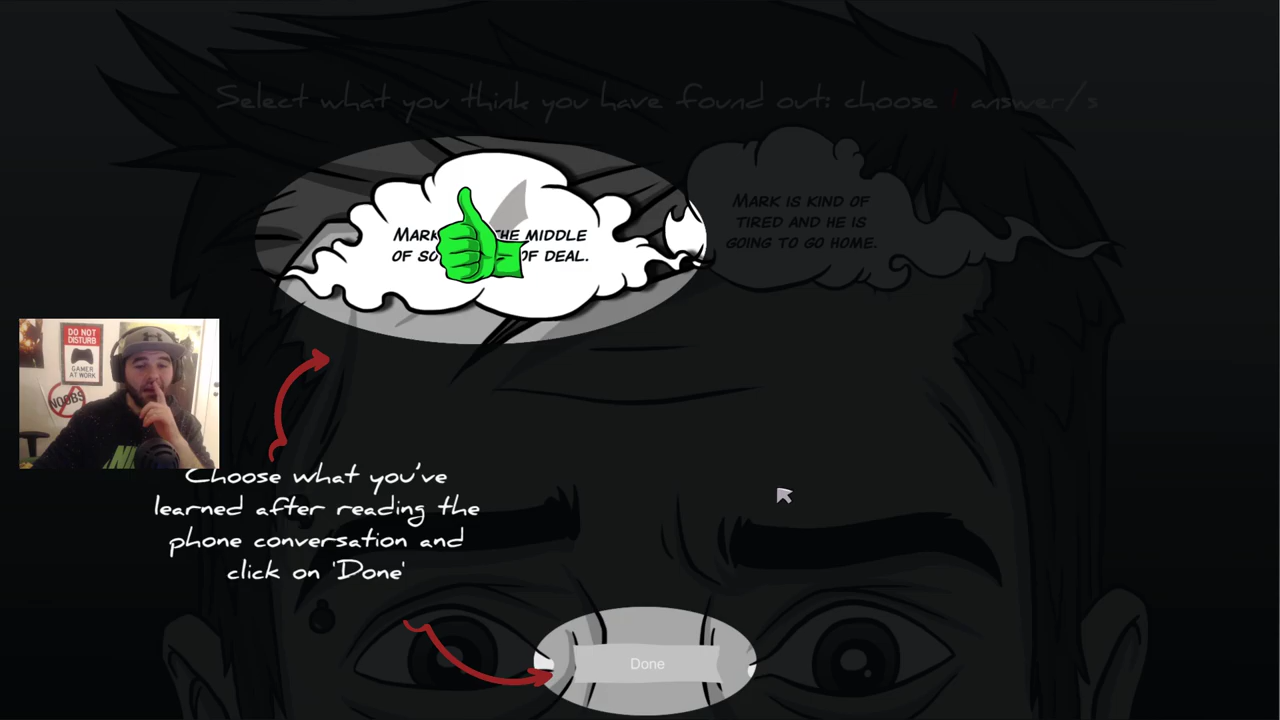 Select what you think you have found out: choose 1 answer/s
MARK THE MIDDLE
OF SO OF DEAL.
MARK IS KIND OF
TIRED AND HE IS
GOING TO GO HOME.
DO NOT
DISTURB
GAMER
AT WORK
NOOBS
Choose what you've
learned after reading the
phone conversation and
click on 'Done'
Done